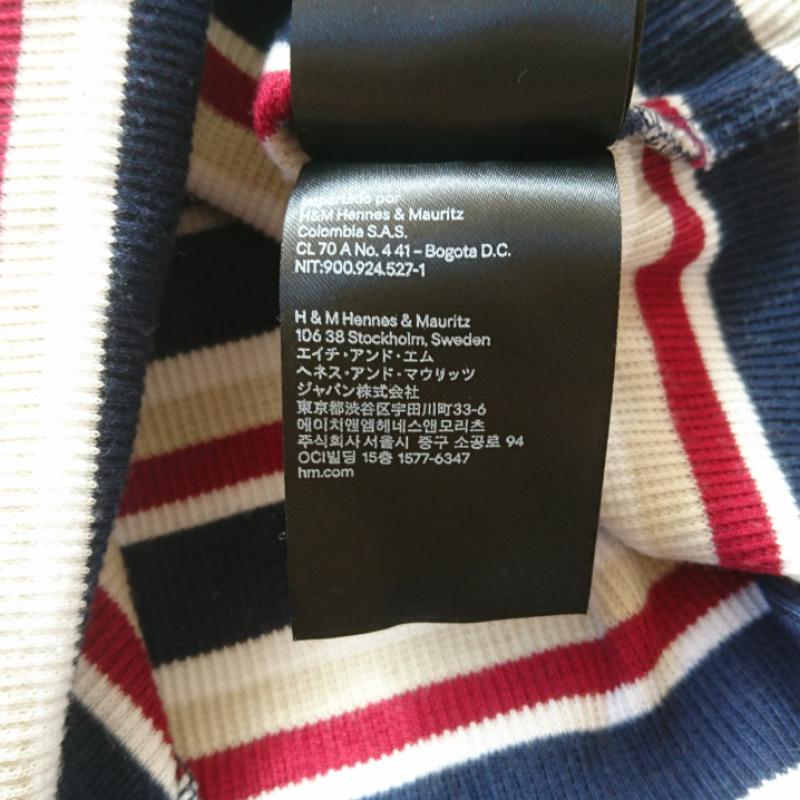 Importado por
H&M Hennes & Mauritz
Colombia S.A.S.
CL 70 A No. 4 41 – Bogota D.C.
NIT:900.924.527-1
H & M Hennes & Mauritz
106 38 Stockholm, Sweden
エイチ・アンド・エム
ヘネス・アンド・マウリッツ
ジャパン株式会社
東京都渋谷区宇田川町33-6
에이치앤엠헤네스앤모리츠
주식회사 서울시 중구 소공로 94
OCI빌딩 15층 1577-6347
hm.com